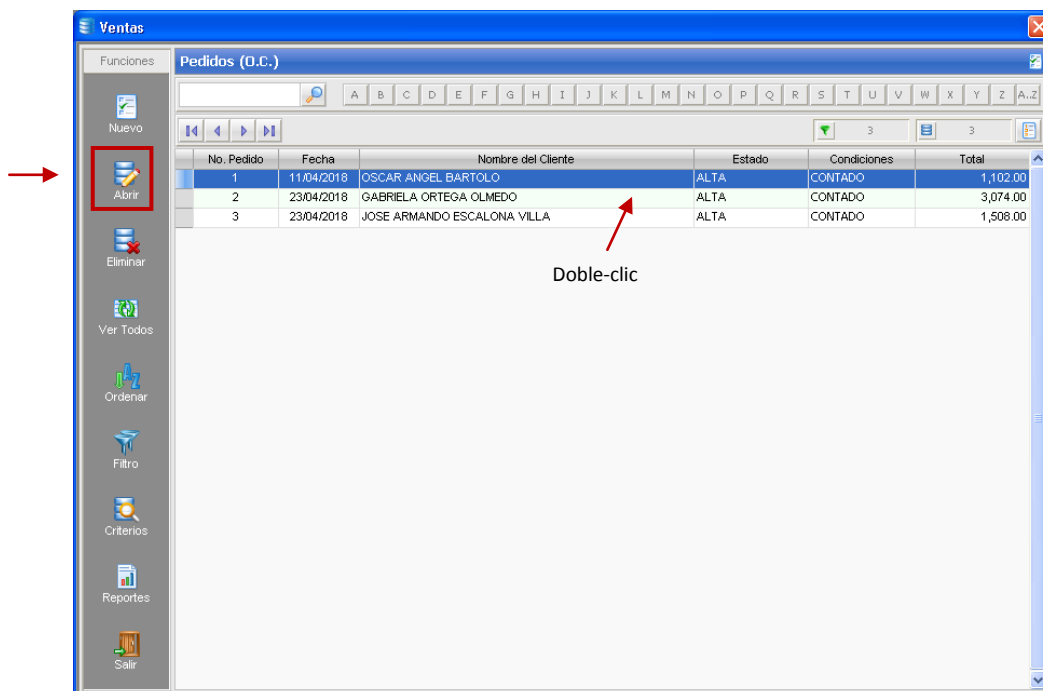 Ventas
Funciones
Pedidos (O.C.)
A B C D E F G H I J K L M N O P Q R S T U V W X Y Z A..Z
Nuevo
3 3
No. Pedido Fecha Nombre del Cliente Estado Condiciones Total
1 11/04/2018 OSCAR ANGEL BARTOLO ALTA CONTADO 1,102.00
Abrir
2 23/04/2018 GABRIELA ORTEGA OLMEDO ALTA CONTADO 3,074.00
3 23/04/2018 JOSE ARMANDO ESCALONA VILLA ALTA CONTADO 1,508.00
Eliminar
Doble-clic
Ver Todos
Ordenar
Filtro
Criterios
Reportes
Salir